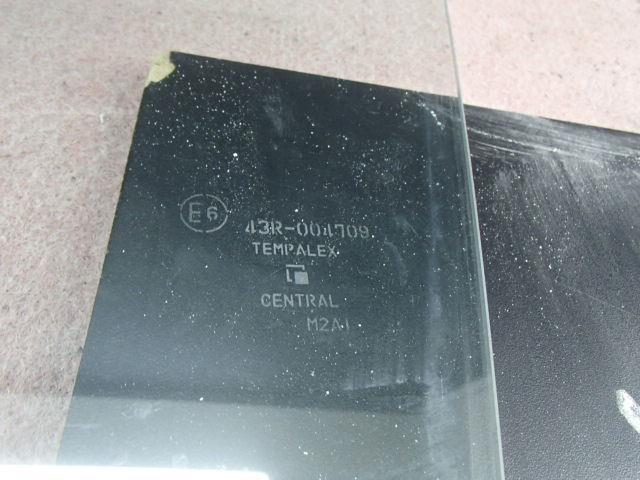 E6 43R-004709
TEMPALEX
CENTRAL
M2A1